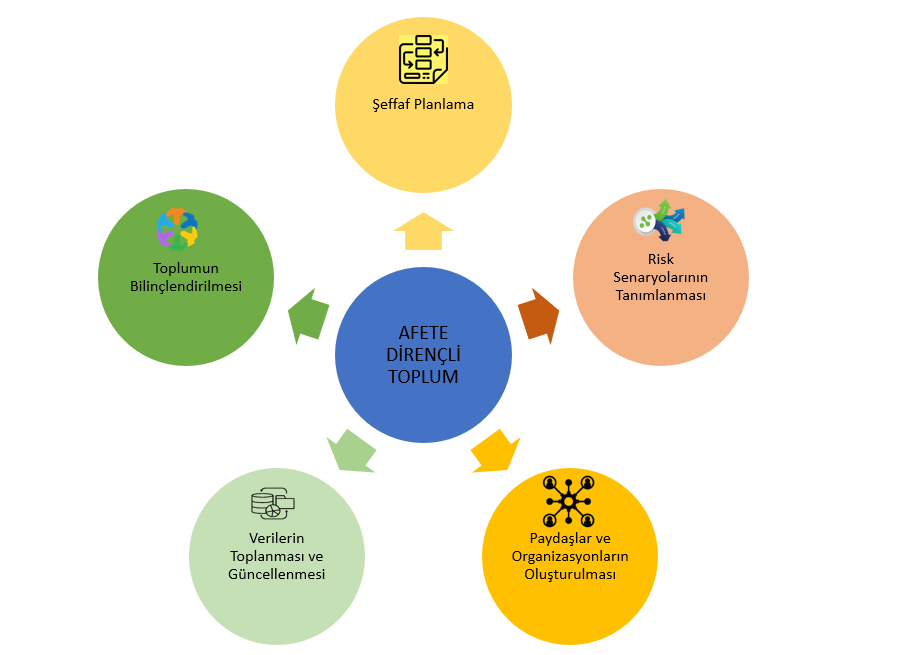 Şeffaf Planlama
Risk
Senaryolarının
Tanımlanması
Toplumun
Bilinçlendirilmesi
AFETE
DİRENÇLİ
TOPLUM
Verilerin
Toplanması ve
Güncellenmesi
Paydaşlar ve
Organizasyonların
Oluşturulması